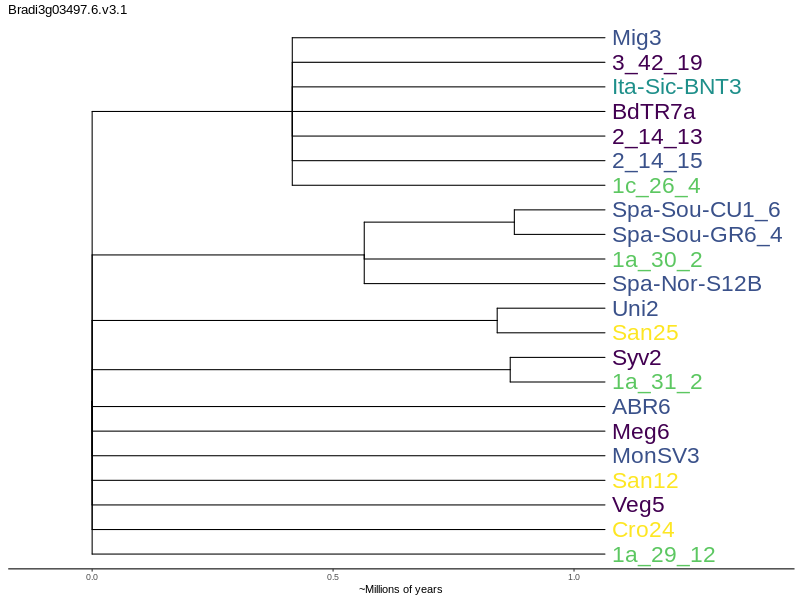 Bradi3g03497.6.v3.1
Mig3
3_42_19
Ita-Sic-BNT3
BdTR7a
2_14_13
2_14_15
1c_26_4
Spa-Sou-CU1_6
Spa-Sou-GR6_4
1a_30_2
Spa-Nor-S12B
Uni2
San25
Syv2
1a_31_2
ABR6
Meg6
MonSV3
San12
Veg5
Cro24
1a_29_12
0.0 0.5 1.0
~Millions of years